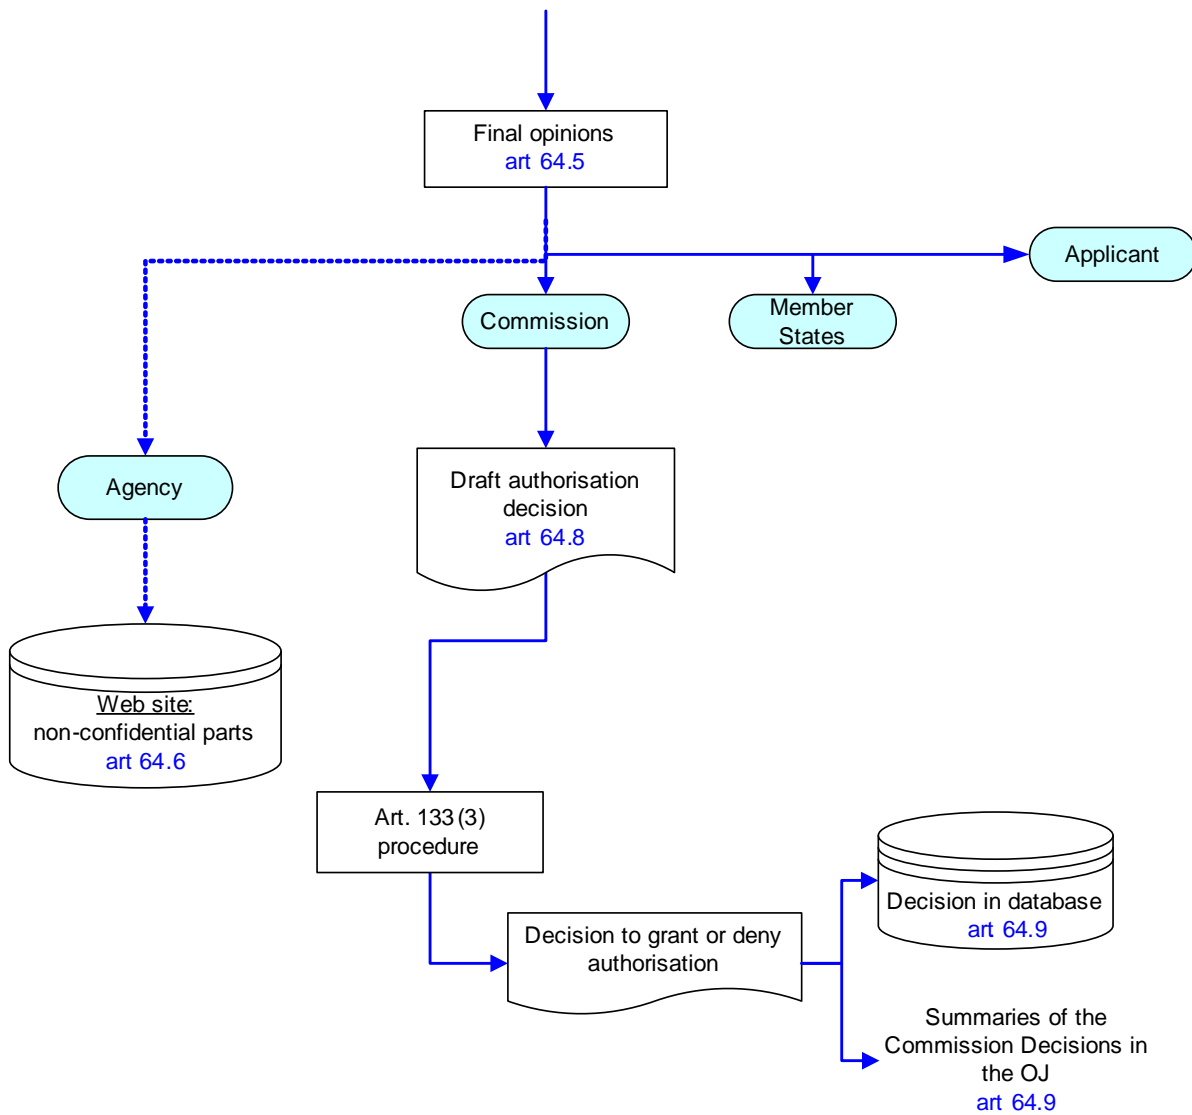 Final opinions
art 64.5
Applicant
Commission
Member
States
Agency
Draft authorisation
decision
art 64.8
Web site:
non-confidential parts
art 64.6
Art. 133(3)
procedure
Decision to grant or deny
authorisation
Decision in database
art 64.9
Summaries of the
Commission Decisions in
the OJ
art 64.9